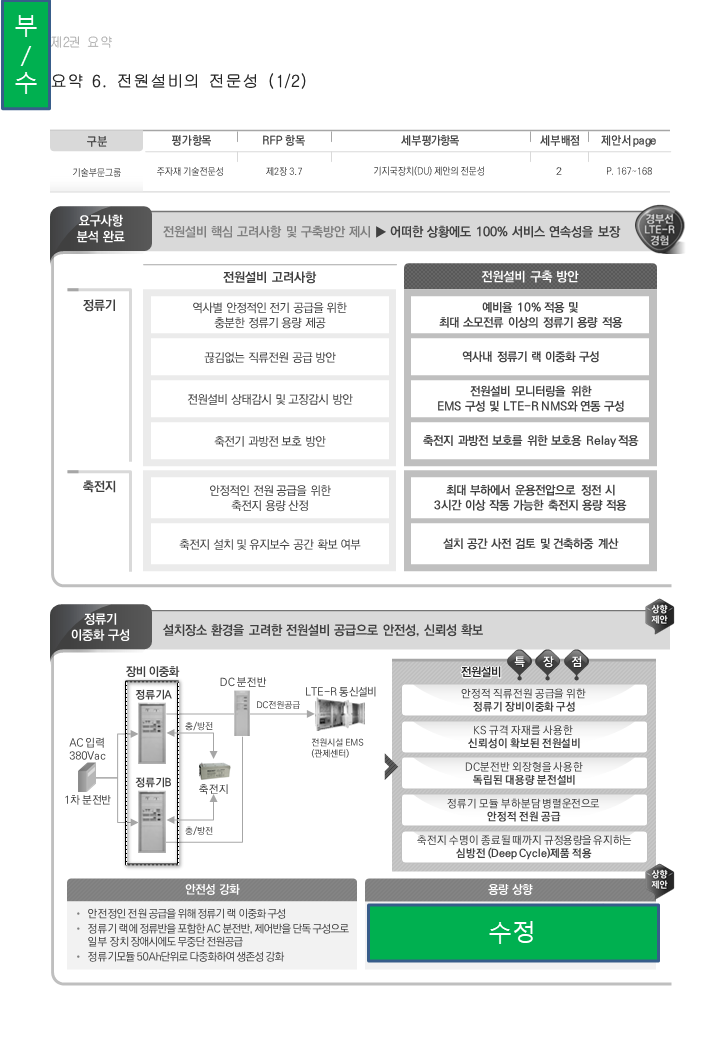 부
/
수
제2권 요약
요약 6. 전원설비의 전문성 (1/2)
구분 평가항목 RFP 항목 세부평가항목 세부배점 제안서 page
기술부문그룹 주자재 기술전문성 제2장 3.7 기지국장치(DU) 제안의 전문성 2 P. 167~168
요구사항
분석 완료
전원설비 핵심 고려사항 및 구축방안 제시 ▶ 어떠한 상황에도 100% 서비스 연속성을 보장
경부선
LTE-R
경험
전원설비 고려사항 전원설비 구축 방안
정류기
역사별 안정적인 전기 공급을 위한
충분한 정류기 용량 제공
예비율 10% 적용 및
최대 소모전류 이상의 정류기 용량 적용
끊김없는 직류전원 공급 방안
역사내 정류기 랙 이중화 구성
전원설비 상태감시 및 고장감시 방안
전원설비 모니터링을 위한
EMS 구성 및 LTE-R NMS와 연동 구성
축전기 과방전 보호 방안
축전지 과방전 보호를 위한 보호용 Relay 적용
축전지
안정적인 전원 공급을 위한
축전지 용량 산정
최대 부하에서 운용전압으로 정전 시
3시간 이상 작동 가능한 축전지 용량 적용
축전지 설치 및 유지보수 공간 확보 여부
설치 공간 사전 검토 및 건축하중 계산
정류기
이중화 구성
설치장소 환경을 고려한 전원설비 공급으로 안전성, 신뢰성 확보
상향
제안
장비 이중화
정류기A
DC 분전반
LTE-R 통신설비
DC전원공급
충/방전
전원시설 EMS
(관제센터)
AC 입력
380Vac
1차 분전반
정류기B
축전지
충/방전
전원설비 특 장 점
안정적 직류전원 공급을 위한
정류기 장비이중화 구성
KS 규격 자재를 사용한
신뢰성이 확보된 전원설비
DC분전반 외장형을 사용한
독립된 대용량 분전설비
정류기 모듈 부하분담 병렬운전으로
안정적 전원 공급
축전지 수명이 종료될 때까지 규정용량을 유지하는
심방전 (Deep Cycle)제품 적용
안전성 강화
• 안전정인 전원 공급을 위해 정류기 랙 이중화 구성
• 정류기 랙에 정류반을 포함한 AC 분전반, 제어반을 단독 구성으로
일부 장치 장애시에도 무중단 전원공급
• 정류기모듈 50Ah단위로 다중화하여 생존성 강화
용량 상향
상향
제안
수정